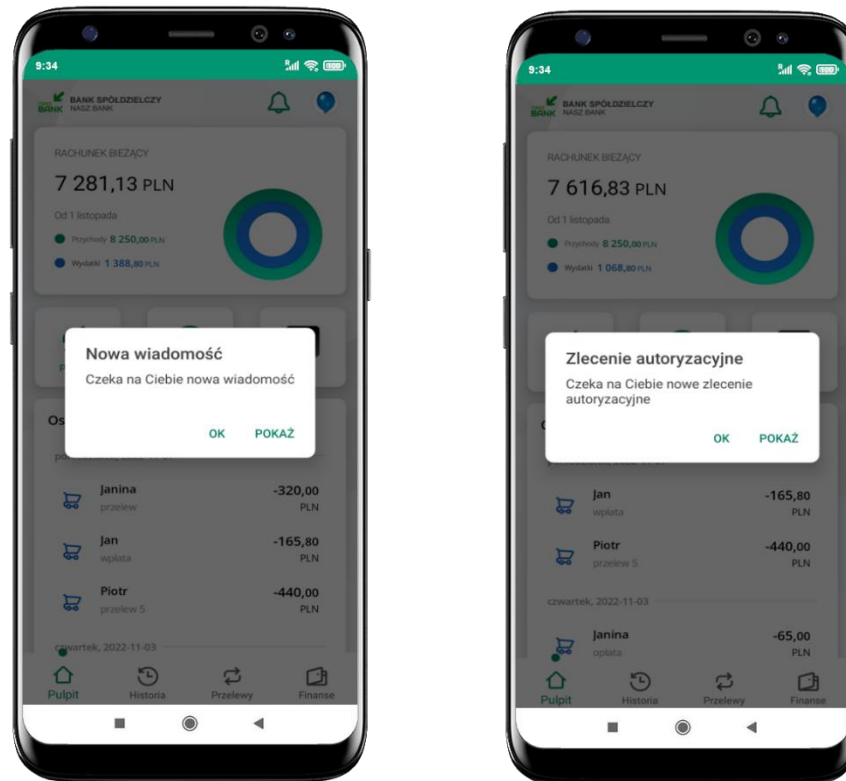 9:34
BANK SPÓŁDZIELCZY
BANK NASZ BANK
RACHUNEK BIEŻĄCY
7 281,13 PLN
Od 1 listopada
Przychody 8 250,00 PLN
Wydatki 1 388,80 PLN
Nowa wiadomość
Czeka na Ciebie nowa wiadomość
OK POKAŻ
Os
Janina -320,00
przelew PLN
Jan -165,80
wpłata PLN
Piotr -440,00
przelew 5 PLN
czwartek, 2022-11-03
Pulpit Historia Przelewy Finanse
9:34
BANK SPÓŁDZIELCZY
BANK NASZ BANK
RACHUNEK BIEŻĄCY
7 616,83 PLN
Od 1 listopada
Przychody 8 250,00 PLN
Wydatki 1 068,80 PLN
Zlecenie autoryzacyjne
Czeka na Ciebie nowe zlecenie
autoryzacyjne
OK POKAŻ
Jan -165,80
wpłata PLN
Piotr -440,00
przelew 5 PLN
czwartek, 2022-11-03
Janina -65,00
opłata PLN
Pulpit Historia Przelewy Finanse